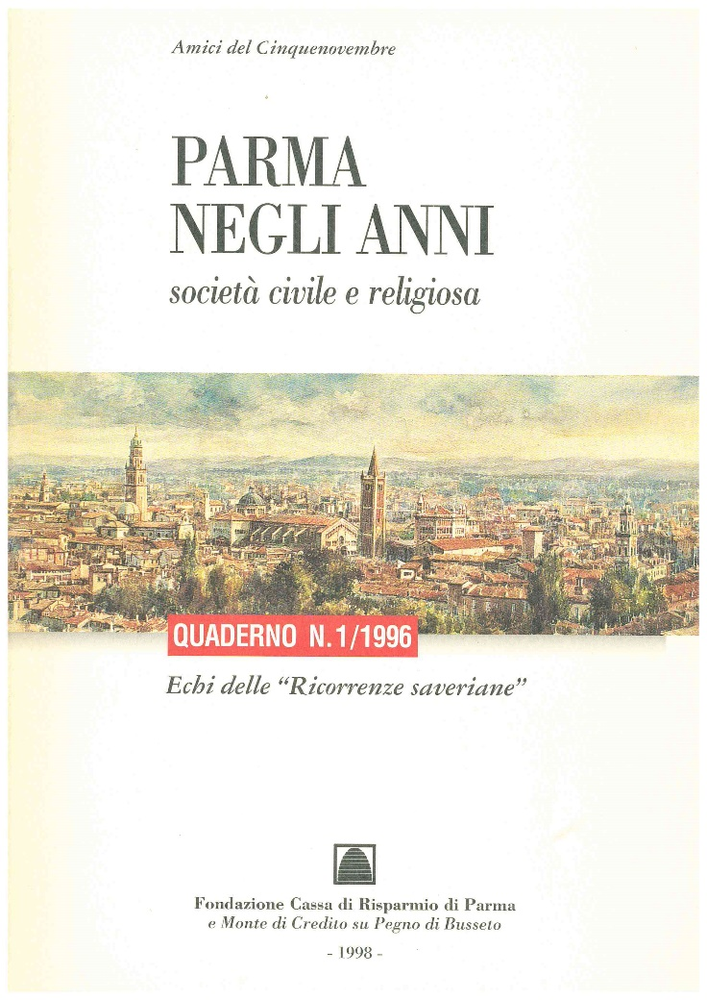 Amici del Cinquenovembre
PARMA
NEGLI ANNI
società civile e religiosa
QUADERNO N. 1/1996
Echi delle “Ricorrenze saveriane”
Fondazione Cassa di Risparmio di Parma
e Monte di Credito su Pegno di Busseto
- 1998 -